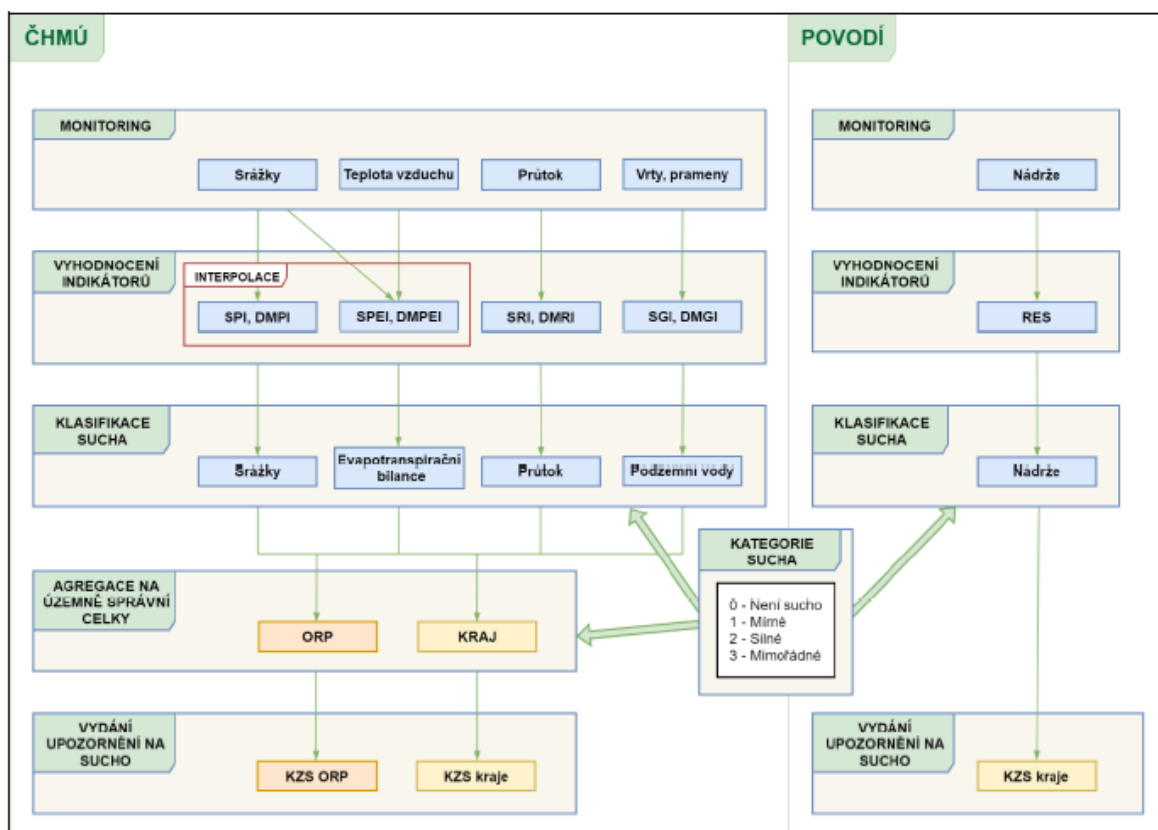 ČHMÚ
POVODÍ
MONITORING
Srážky
Teplota vzduchu
Průtok
Vrty, prameny
MONITORING
Nádrže
VYHODNOCENÍ
INDIKÁTORŮ
INTERPOLACE
SPI, DMPI
SPEI, DMPEI
SRI, DMRI
SGI, DMGI
VYHODNOCENÍ
INDIKÁTORŮ
RES
KLASIFIKACE
SUCHA
Srážky
Evapotranspirační
bilance
Průtok
Podzemní vody
KLASIFIKACE
SUCHA
Nádrže
KATEGORIE
SUCHA
0 - Není sucho
1 - Mírné
2 - Silné
3 - Mimořádné
AGREGACE NA
ÚZEMNĚ SPRÁVNÍ
CELKY
ORP
KRAJ
VYDÁNÍ
UPOZORNĚNÍ NA
SUCHO
KZS ORP
KZS kraje
VYDÁNÍ
UPOZORNĚNÍ NA
SUCHO
KZS kraje